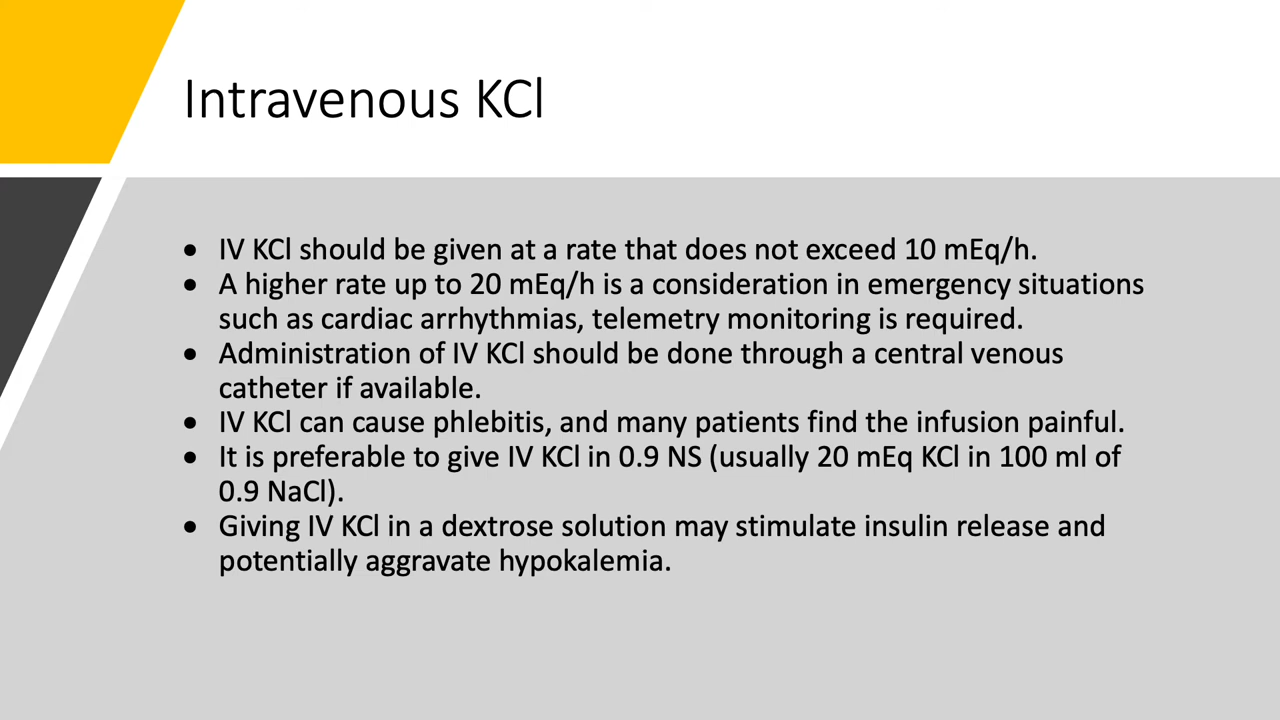 Intravenous KCl
• IV KCl should be given at a rate that does not exceed 10 mEq/h.
• A higher rate up to 20 mEq/h is a consideration in emergency situations
such as cardiac arrhythmias, telemetry monitoring is required.
• Administration of IV KCl should be done through a central venous
catheter if available.
• IV KCl can cause phlebitis, and many patients find the infusion painful.
• It is preferable to give IV KCl in 0.9 NS (usually 20 mEq KCl in 100 ml of
0.9 NaCl).
• Giving IV KCl in a dextrose solution may stimulate insulin release and
potentially aggravate hypokalemia.